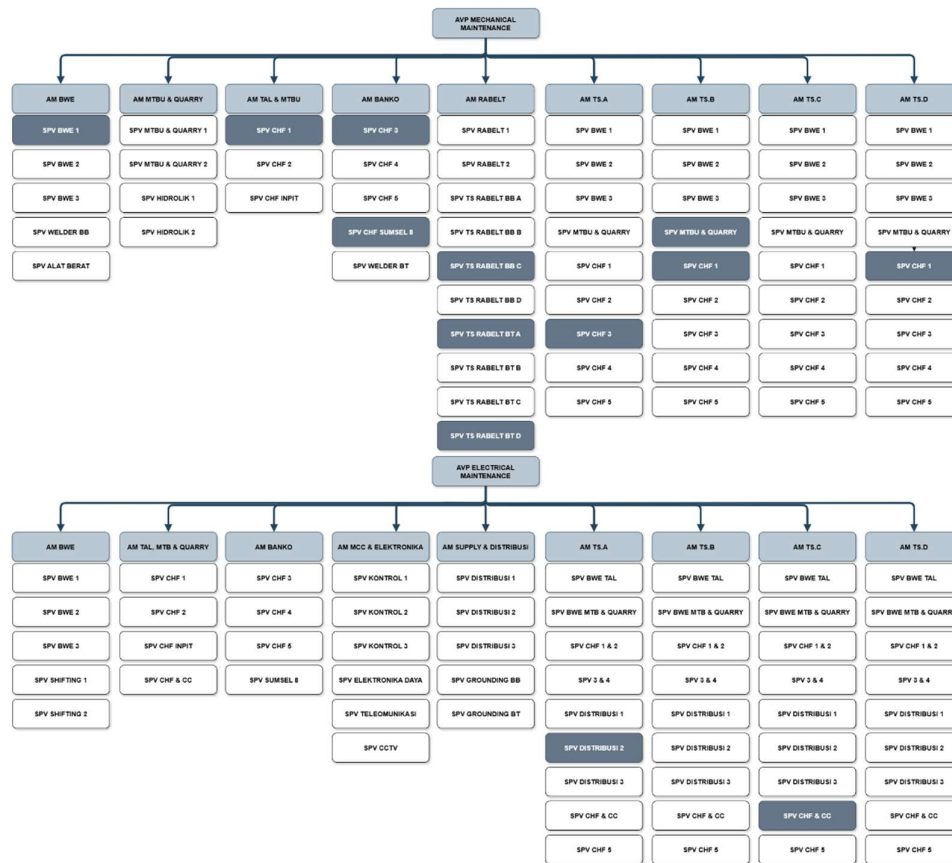 AVP MECHANICAL
MAINTENANCE
AM BWE
AM MTBU & QUARRY
AM TAL & MTBU
AM BANKO
AM RABELT
AM TS.A
AM TS.B
AM TS.C
AM TS.D
SPV BWE 1
SPV MTBU & QUARRY 1
SPV CHF 1
SPV CHF 3
SPV RABELT 1
SPV BWE 1
SPV BWE 1
SPV BWE 1
SPV BWE 1
SPV BWE 2
SPV MTBU & QUARRY 2
SPV CHF 2
SPV CHF 4
SPV RABELT 2
SPV BWE 2
SPV BWE 2
SPV BWE 2
SPV BWE 2
SPV BWE 3
SPV HIDROLIK 1
SPV CHF INPIT
SPV CHF 5
SPV TS RABELT BB A
SPV BWE 3
SPV BWE 3
SPV BWE 3
SPV BWE 3
SPV WELDER BB
SPV HIDROLIK 2
SPV CHF SUMSEL 8
SPV TS RABELT BB B
SPV MTBU & QUARRY
SPV MTBU & QUARRY
SPV MTBU & QUARRY
SPV MTBU & QUARRY
SPV ALAT BERAT
SPV WELDER BT
SPV TS RABELT BB C
SPV CHF 1
SPV CHF 1
SPV CHF 1
SPV CHF 1
SPV TS RABELT BB D
SPV CHF 2
SPV CHF 2
SPV CHF 2
SPV CHF 2
SPV TS RABELT BT A
SPV CHF 3
SPV CHF 3
SPV CHF 3
SPV CHF 3
SPV TS RABELT BT B
SPV CHF 4
SPV CHF 4
SPV CHF 4
SPV CHF 4
SPV TS RABELT BT C
SPV CHF 5
SPV CHF 5
SPV CHF 5
SPV CHF 5
SPV TS RABELT BT D
AVP ELECTRICAL
MAINTENANCE
AM BWE
AM TAL, MTB & QUARRY
AM BANKO
AM MCC & ELEKTRONIKA
AM SUPPLY & DISTRIBUSI
AM TS.A
AM TS.B
AM TS.C
AM TS.D
SPV BWE 1
SPV CHF 1
SPV CHF 3
SPV KONTROL 1
SPV DISTRIBUSI 1
SPV BWE TAL
SPV BWE TAL
SPV BWE TAL
SPV BWE TAL
SPV BWE 2
SPV CHF 2
SPV CHF 4
SPV KONTROL 2
SPV DISTRIBUSI 2
SPV BWE MTB & QUARRY
SPV BWE MTB & QUARRY
SPV BWE MTB & QUARRY
SPV BWE MTB & QUARRY
SPV BWE 3
SPV CHF INPIT
SPV CHF 5
SPV KONTROL 3
SPV DISTRIBUSI 3
SPV CHF 1 & 2
SPV CHF 1 & 2
SPV CHF 1 & 2
SPV CHF 1 & 2
SPV SHIFTING 1
SPV CHF & CC
SPV SUMSEL 8
SPV ELEKTRONIKA DAYA
SPV GROUNDING BB
SPV 3 & 4
SPV 3 & 4
SPV 3 & 4
SPV 3 & 4
SPV SHIFTING 2
SPV TELEOMUNIKASI
SPV GROUNDING BT
SPV DISTRIBUSI 1
SPV DISTRIBUSI 1
SPV DISTRIBUSI 1
SPV DISTRIBUSI 1
SPV CCTV
SPV DISTRIBUSI 2
SPV DISTRIBUSI 2
SPV DISTRIBUSI 2
SPV DISTRIBUSI 2
SPV DISTRIBUSI 3
SPV DISTRIBUSI 3
SPV DISTRIBUSI 3
SPV DISTRIBUSI 3
SPV CHF & CC
SPV CHF & CC
SPV CHF & CC
SPV CHF & CC
SPV CHF 5
SPV CHF 5
SPV CHF 5
SPV CHF 5